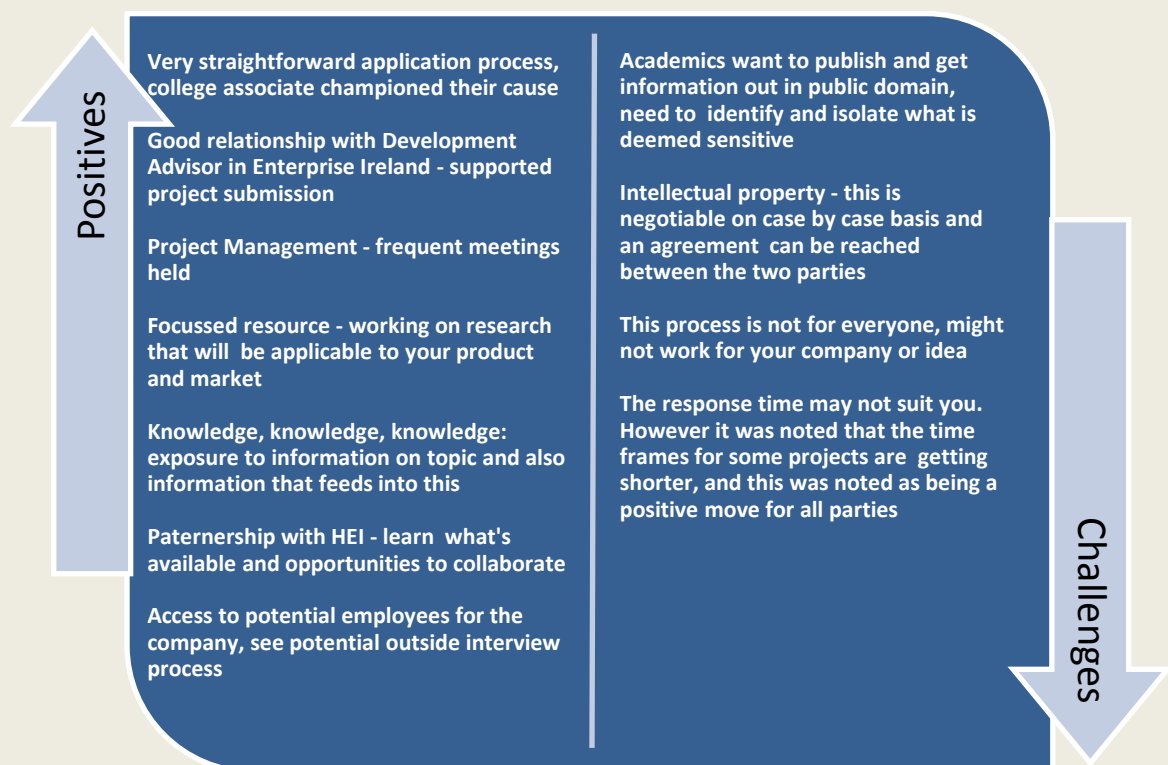 Positives
Very straightforward application process,
college associate championed their cause
Good relationship with Development
Advisor in Enterprise Ireland - supported
project submission
Project Management - frequent meetings
held
Focussed resource - working on research
that will be applicable to your product
and market
Knowledge, knowledge, knowledge:
exposure to information on topic and also
information that feeds into this
Paternership with HEI - learn what's
available and opportunities to collaborate
Access to potential employees for the
company, see potential outside interview
process
Academics want to publish and get
information out in public domain,
need to identify and isolate what is
deemed sensitive
Intellectual property - this is
negotiable on case by case basis and
an agreement can be reached
between the two parties
This process is not for everyone, might
not work for your company or idea
The response time may not suit you.
However it was noted that the time
frames for some projects are getting
shorter, and this was noted as being a
positive move for all parties
Challenges